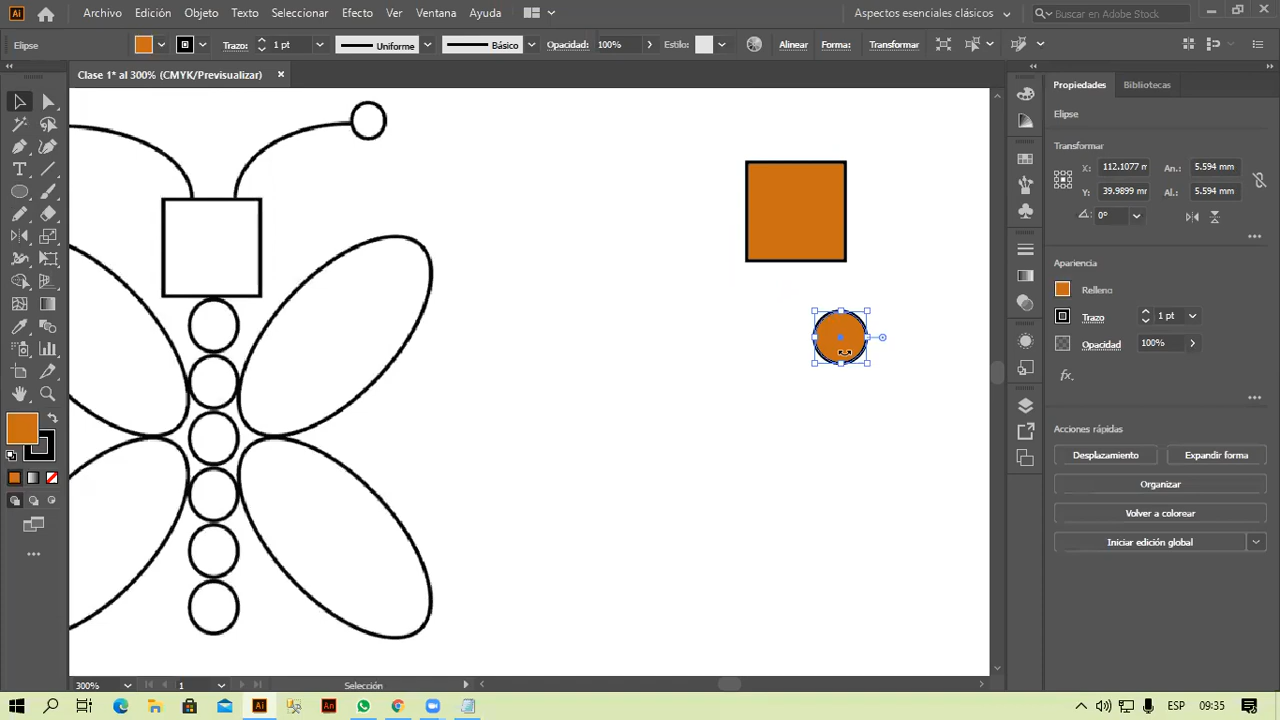 Ai
Archivo Edición Objeto Texto Seleccionar Efecto Ver Ventana Ayuda
Aspectos esenciales clásicos
Buscar en Adobe Stock
Elipse
Trazo: 1 pt
Uniforme
Básico
Opacidad: 100%
Estilo:
Alinear
Forma:
Transformar
Clase 1* al 300% (CMYK/Previsualizar)
Propiedades Bibliotecas
Elipse
Transformar
X: 112.1077 m An.: 5.594 mm
Y: 39.9899 mr Al.: 5.594 mm
0°
Apariencia
Relleno
Trazo 1 pt
Opacidad 100%
fx.
Acciones rápidas
Desplazamiento Expandir forma
Organizar
Volver a colorear
Iniciar edición global
300% 1 Selección
Ai An ESP 09:35